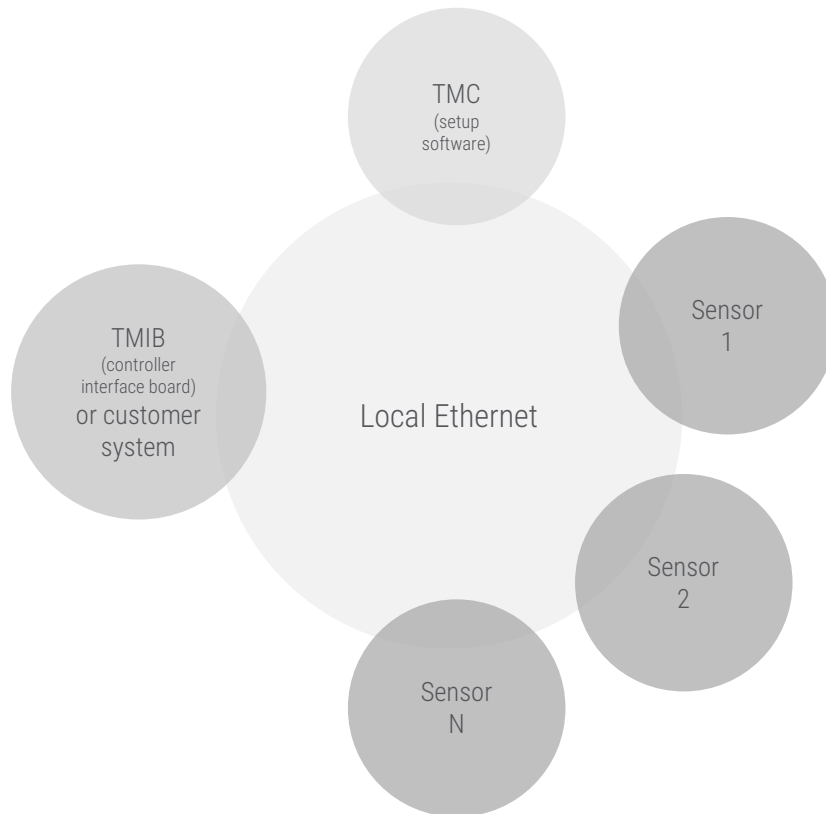 TMC
(setup
software)
Sensor
1
TMIB
(controller
interface board)
or customer
system
Local Ethernet
Sensor
2
Sensor
N